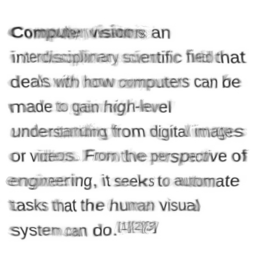 Computer vision is an
interdisciplinary scientific field that
deals with how computers can be
made to gain high-level
understanding from digital images
or videos. From the perspective of
engineering, it seeks to automate
tasks that the human visual
system can do.[1][2][3]